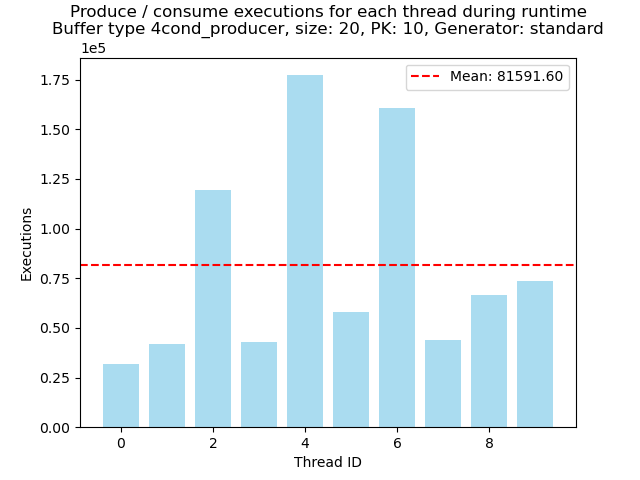 Produce / consume executions for each thread during runtime
Buffer type 4cond_producer, size: 20, PK: 10, Generator: standard
1e5
Mean: 81591.60
1.75
1.50
1.25
1.00
0.75
0.50
0.25
0.00
Executions
0 2 4 6 8
Thread ID